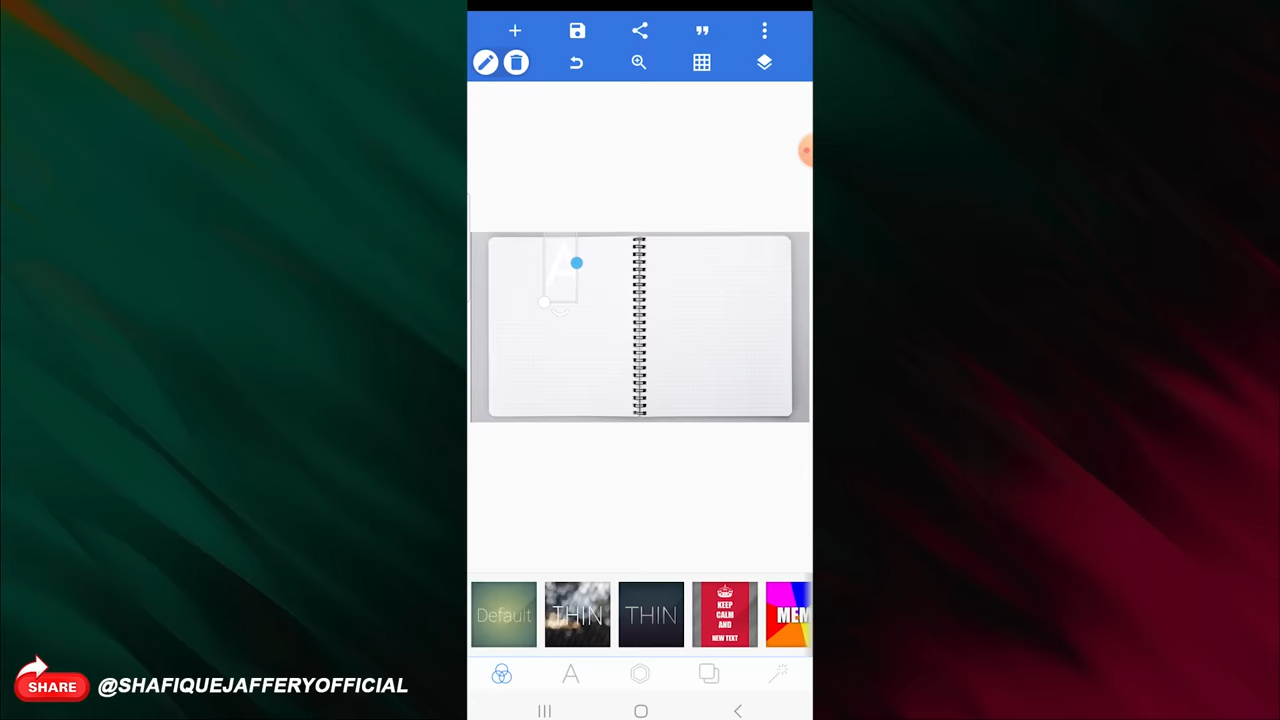 A
Default
THIN
THIN
KEEP
CALM
AND
NEW TEXT
MEM
A
SHARE
@SHAFIQUEJAFFERYOFFICIAL